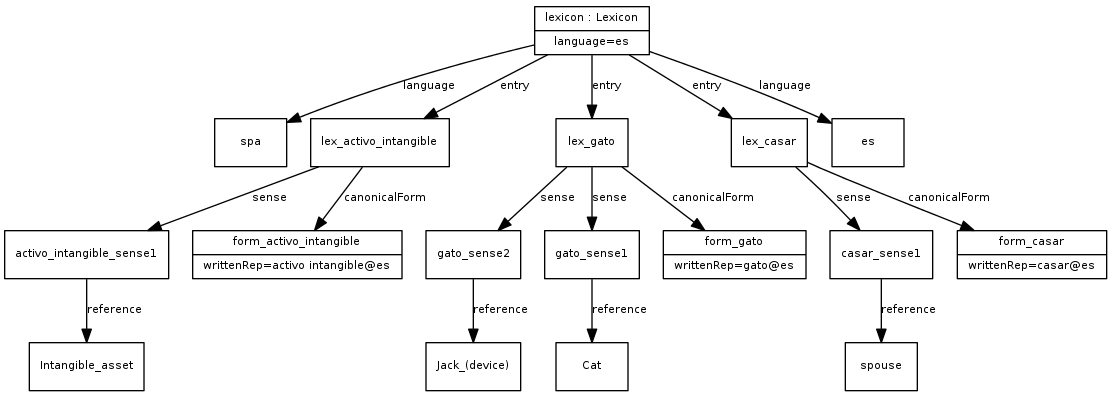 lexicon : Lexicon
language=es
language
entry
entry
entry
language
spa
lex_activo_intangible
lex_gato
lex_casar
es
sense
canonicalForm
sense
sense
canonicalForm
sense
canonicalForm
activo_intangible_sense1
form_activo_intangible
writtenRep=activo intangible@es
gato_sense2
gato_sense1
form_gato
writtenRep=gato@es
casar_sense1
form_casar
writtenRep=casar@es
reference
reference
reference
reference
Intangible_asset
Jack_(device)
Cat
spouse